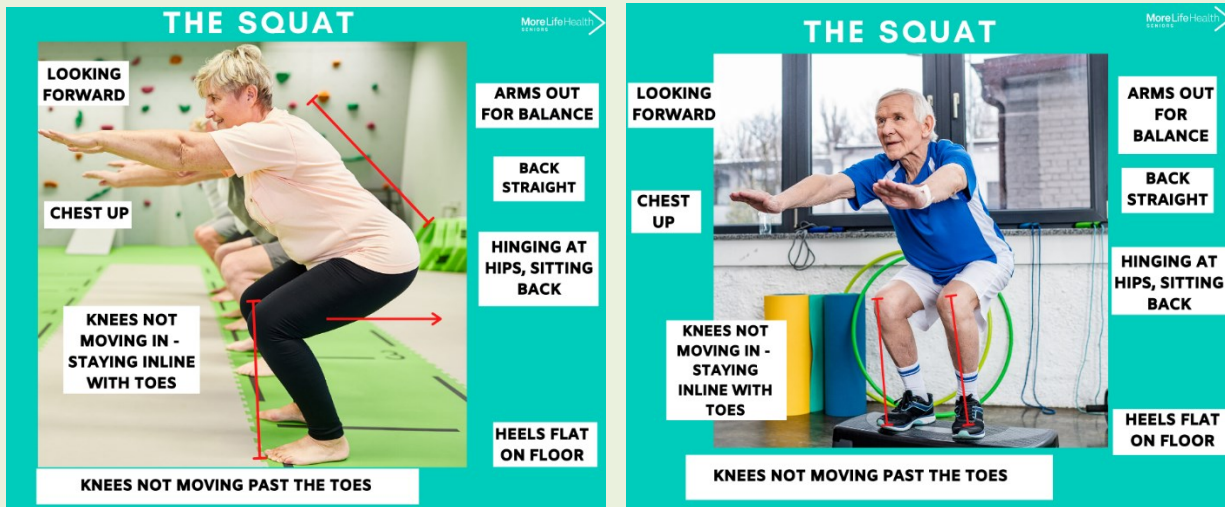 THE SQUAT
MoreLifeHealth
SENIORS
LOOKING
FORWARD
ARMS OUT
FOR BALANCE
BACK
STRAIGHT
CHEST UP
HINGING AT
HIPS, SITTING
BACK
KNEES NOT
MOVING IN -
STAYING INLINE
WITH TOES
HEELS FLAT
ON FLOOR
KNEES NOT MOVING PAST THE TOES
THE SQUAT
MoreLifeHealth
SENIORS
LOOKING
FORWARD
ARMS OUT
FOR
BALANCE
BACK
STRAIGHT
CHEST
UP
HINGING AT
HIPS, SITTING
BACK
KNEES NOT
MOVING IN -
STAYING
INLINE WITH
TOES
HEELS FLAT
ON FLOOR
KNEES NOT MOVING PAST THE TOES